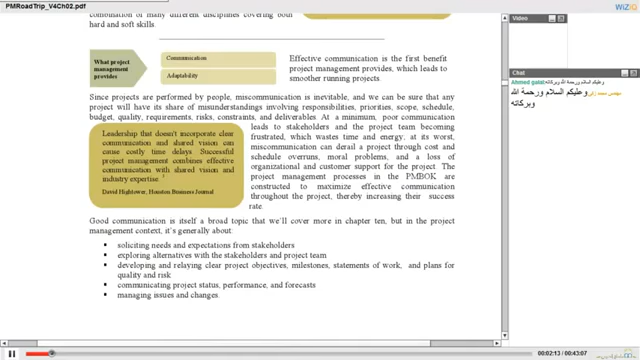 PMRoadTrip_V4Ch02.pdf
WiZiQ
combination of many different disciplines covering both
hard and soft skills.
What project
management
provides
Communication
Adaptability
Effective communication is the first benefit
project management provides, which leads to
smoother running projects.
Since projects are performed by people, miscommunication is inevitable, and we can be sure that any
project will have its share of misunderstandings involving responsibilities, priorities, scope, schedule,
budget, quality, requirements, risks, constraints, and deliverables. At a minimum, poor communication
leads to stakeholders and the project team becoming
frustrated, which wastes time and energy; at its worst,
miscommunication can derail a project through cost and
schedule overruns, moral problems, and a loss of
organizational and customer support for the project. The
project management processes in the PMBOK are
constructed to maximize effective communication
throughout the project, thereby increasing their success
rate.
Leadership that doesn't incorporate clear
communication and shared vision can
cause costly time delays. Successful
project management combines effective
communication with shared vision and
industry expertise.
David Hightower, Houston Business Journal
Good communication is itself a broad topic that we'll cover more in chapter ten, but in the project
management context, it's generally about:
▪ soliciting needs and expectations from stakeholders
▪ exploring alternatives with the stakeholders and project team
▪ developing and relaying clear project objectives, milestones, statements of work, and plans for
quality and risk
▪ communicating project status, performance, and forecasts
▪ managing issues and changes.
Video
Chat
Ahmed galal: وعليكم السلام ورحمة الله وبركاته
وعليكم السلام ورحمة الله
وبركاته
00:02:13 / 00:43:07